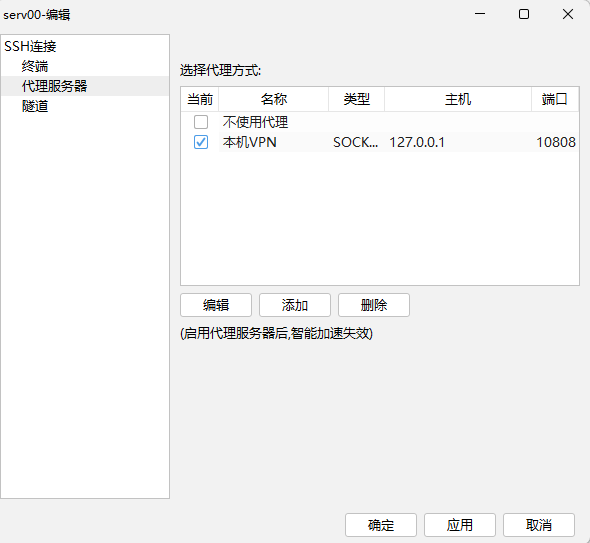 serv00-编辑
SSH连接
终端
代理服务器
隧道
选择代理方式:
当前 名称 类型 主机 端口
不使用代理
本机VPN SOCK... 127.0.0.1 10808
编辑 添加 删除
(启用代理服务器后,智能加速失效)
确定 应用 取消